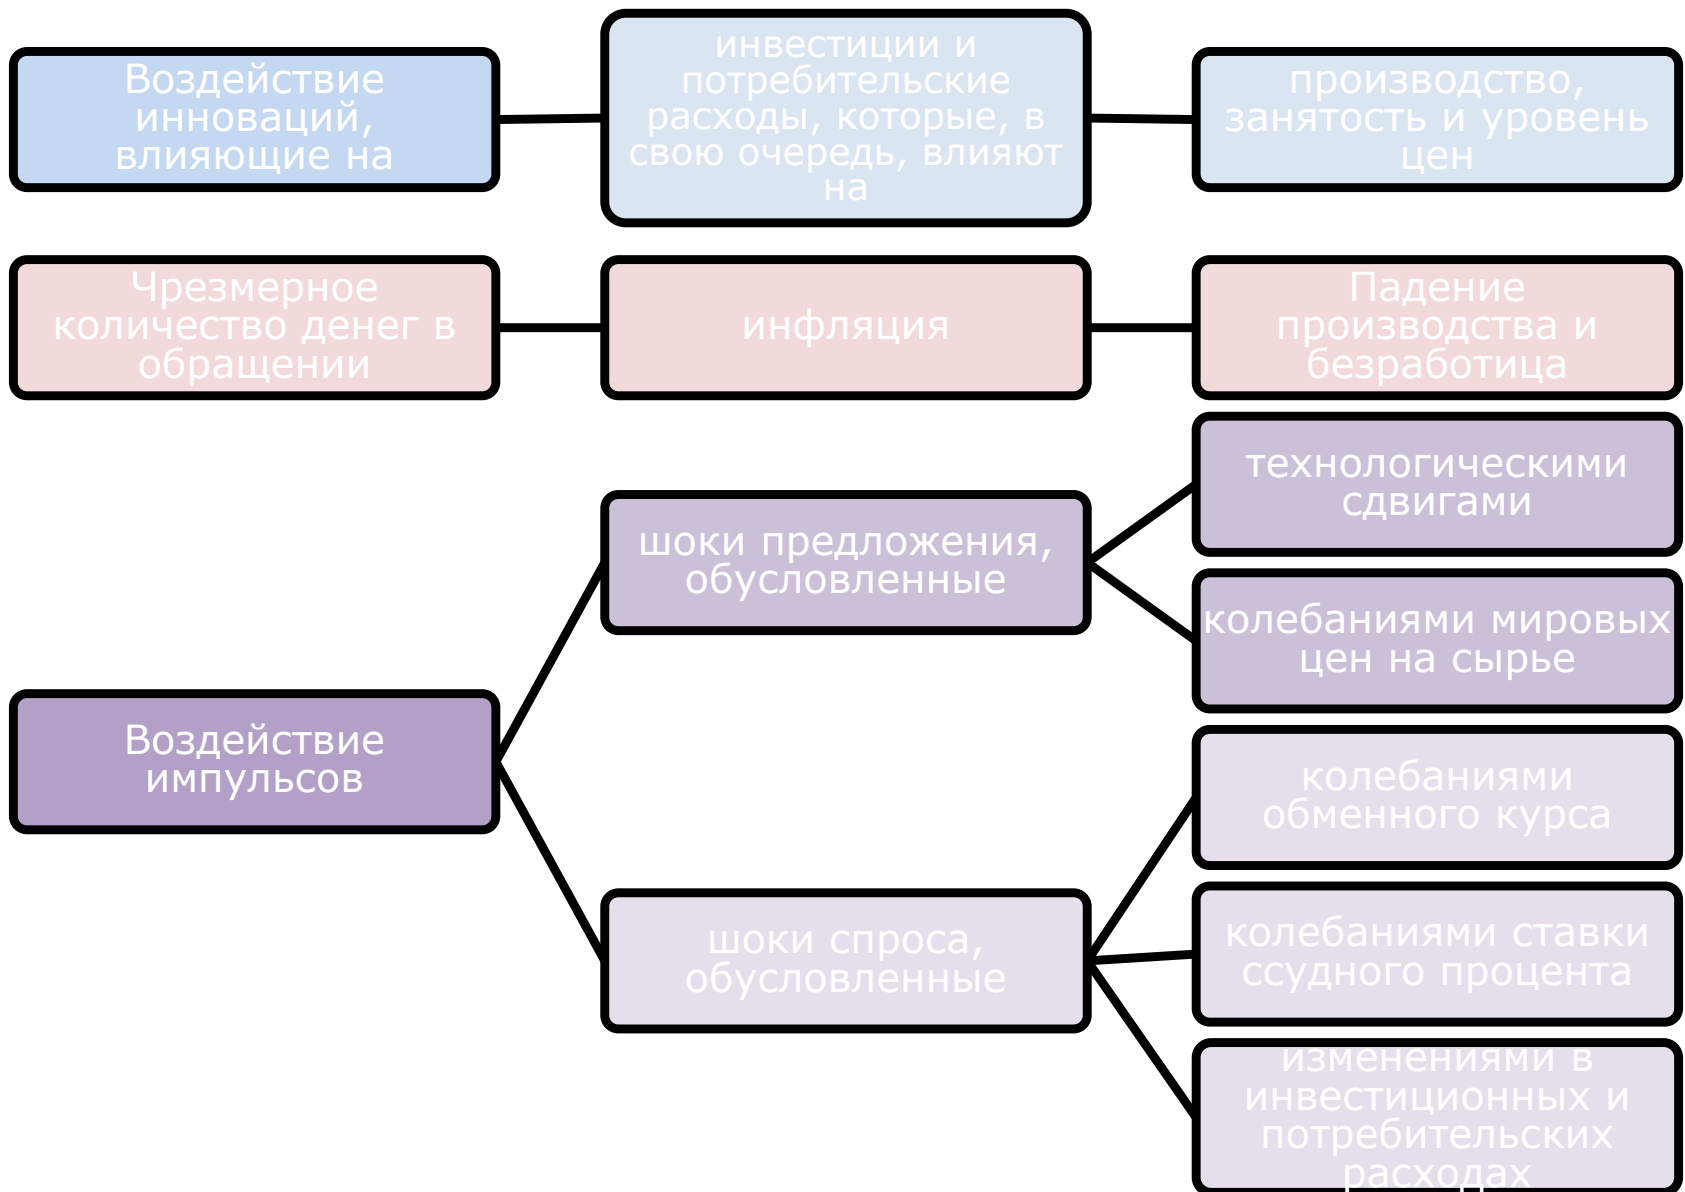 Воздействие
инноваций,
влияющие на
инвестиции и
потребительские
расходы, которые, в
свою очередь, влияют
на
производство,
занятость и уровень
цен
Чрезмерное
количество денег в
обращении
инфляция
Падение
производства и
безработица
Воздействие
импульсов
шоки предложения,
обусловленные
технологическими
сдвигами
колебаниями мировых
цен на сырье
шоки спроса,
обусловленные
колебаниями
обменного курса
колебаниями ставки
ссудного процента
изменениями в
инвестиционных и
потребительских
расходах